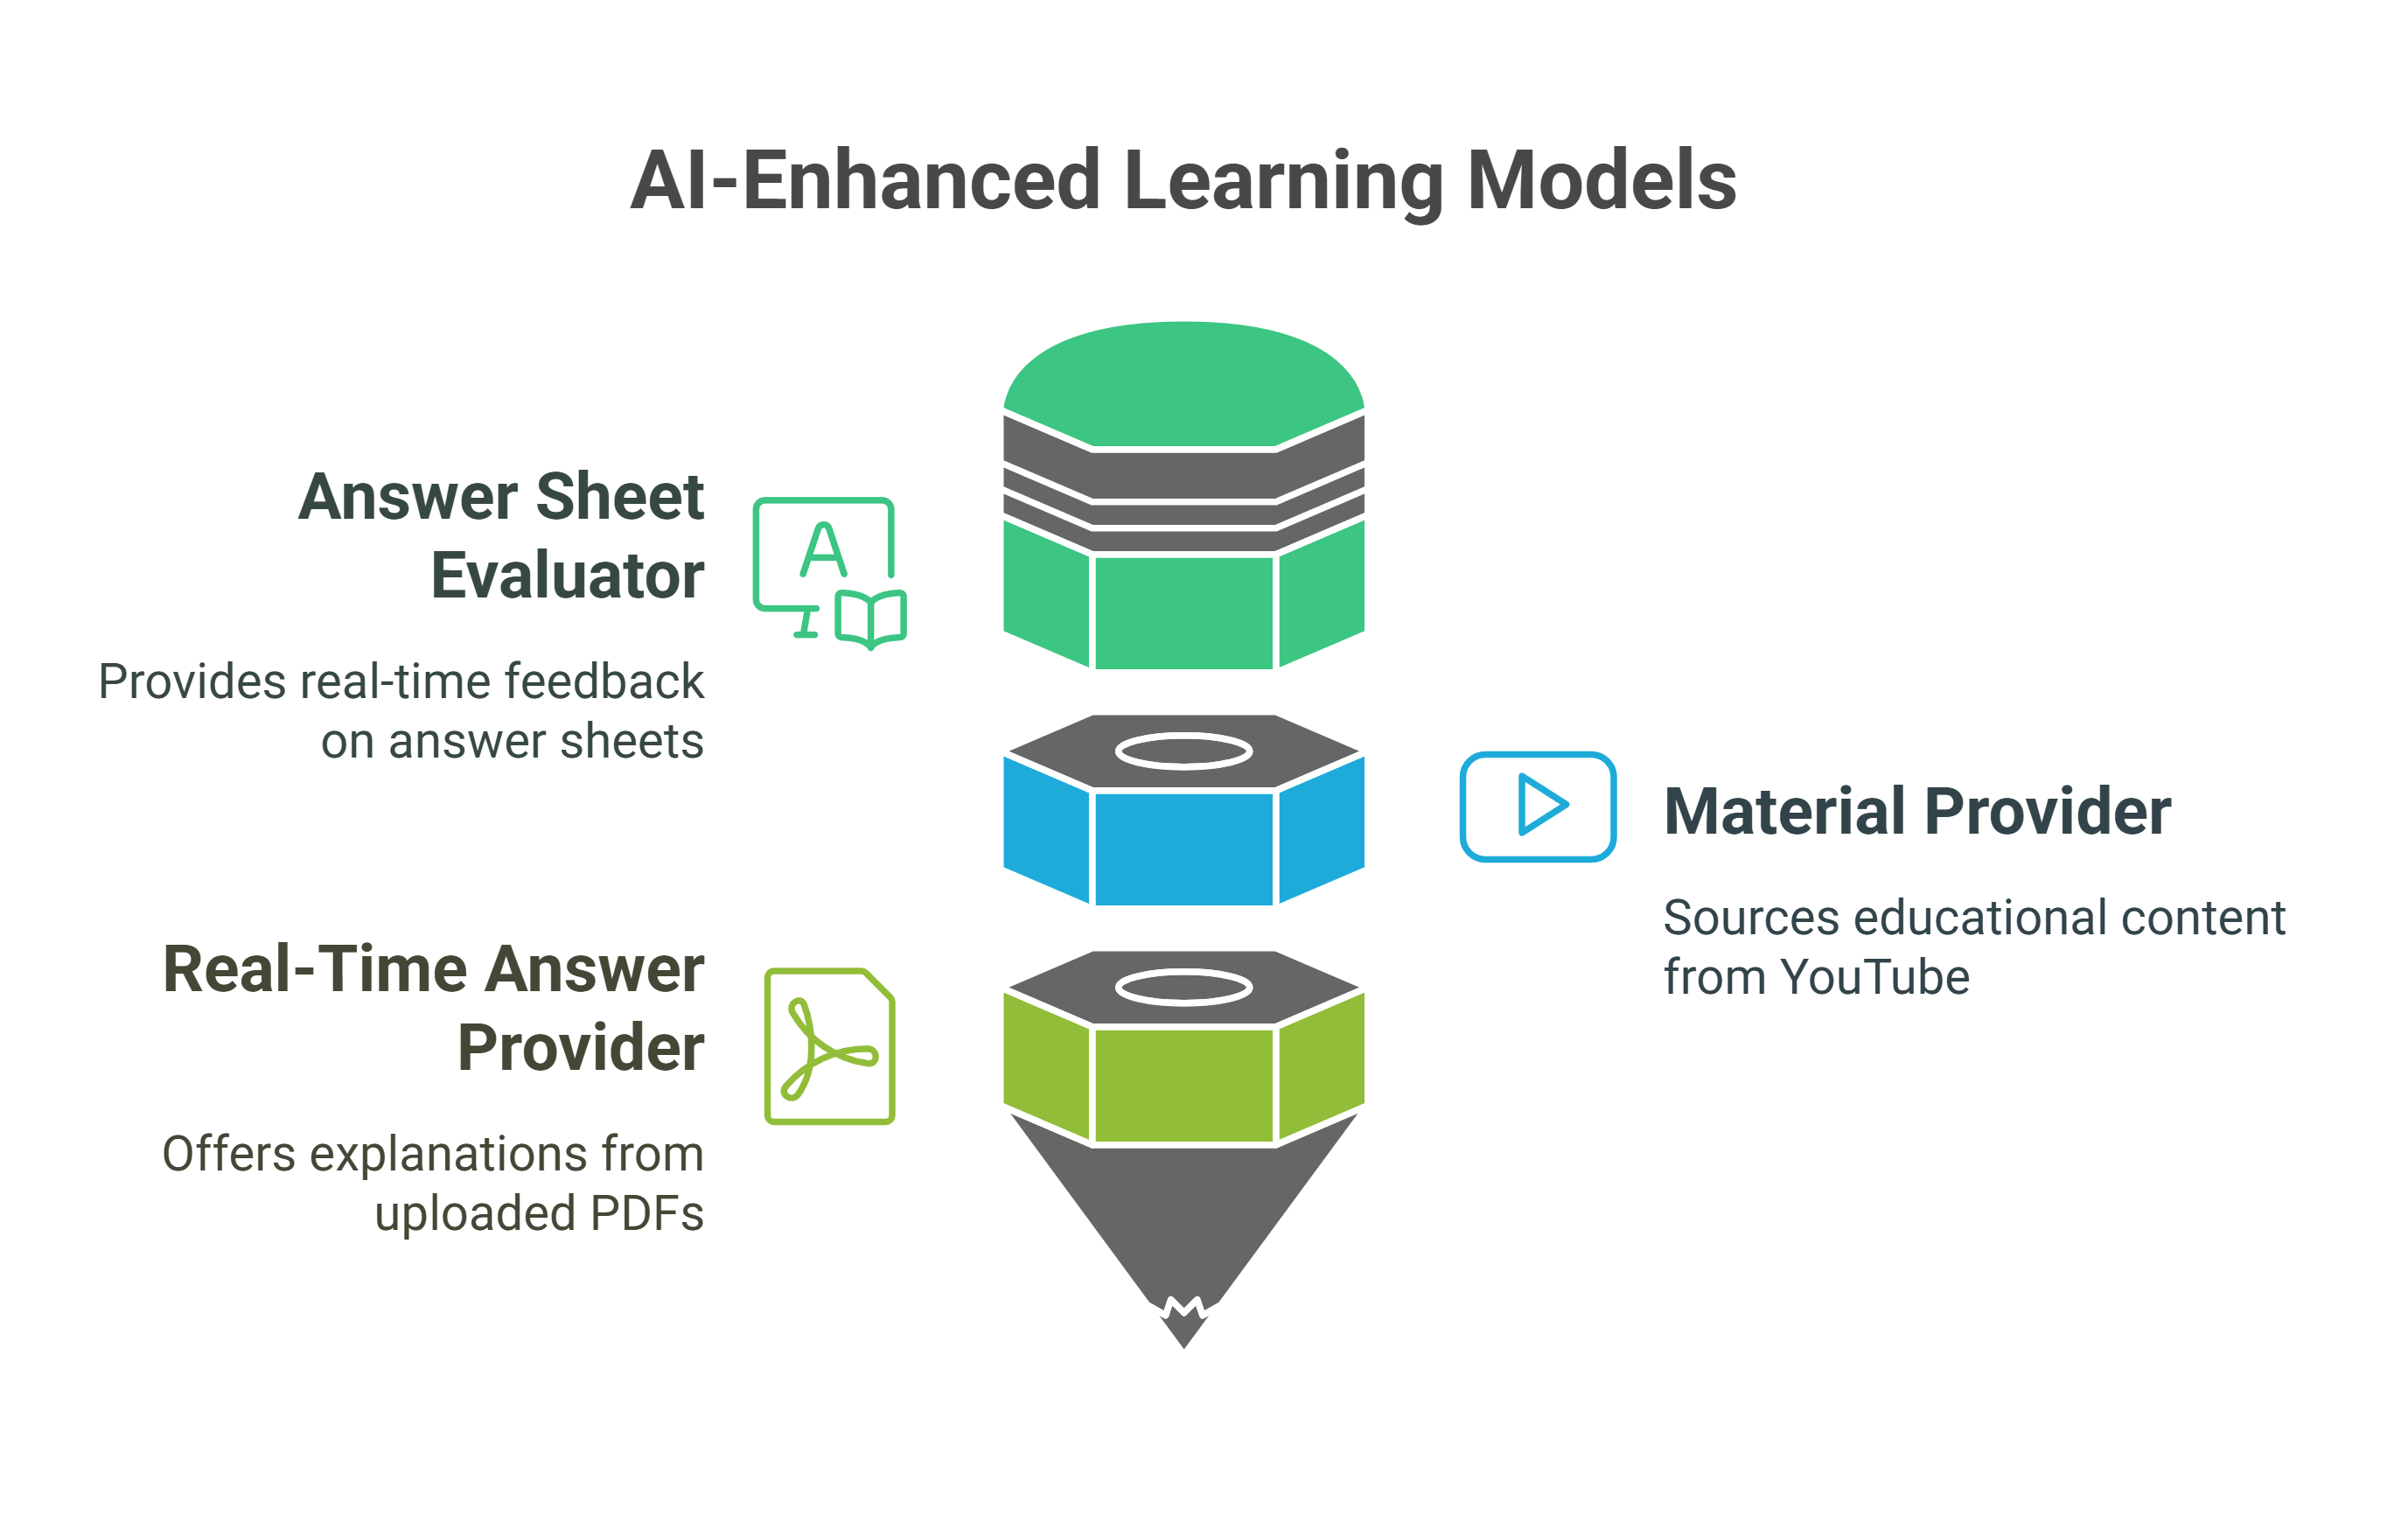 AI-Enhanced Learning Models
Answer Sheet
Evaluator
Provides real-time feedback
on answer sheets
A
Material Provider
Sources educational content
from YouTube
Real-Time Answer
Provider
Offers explanations from
uploaded PDFs